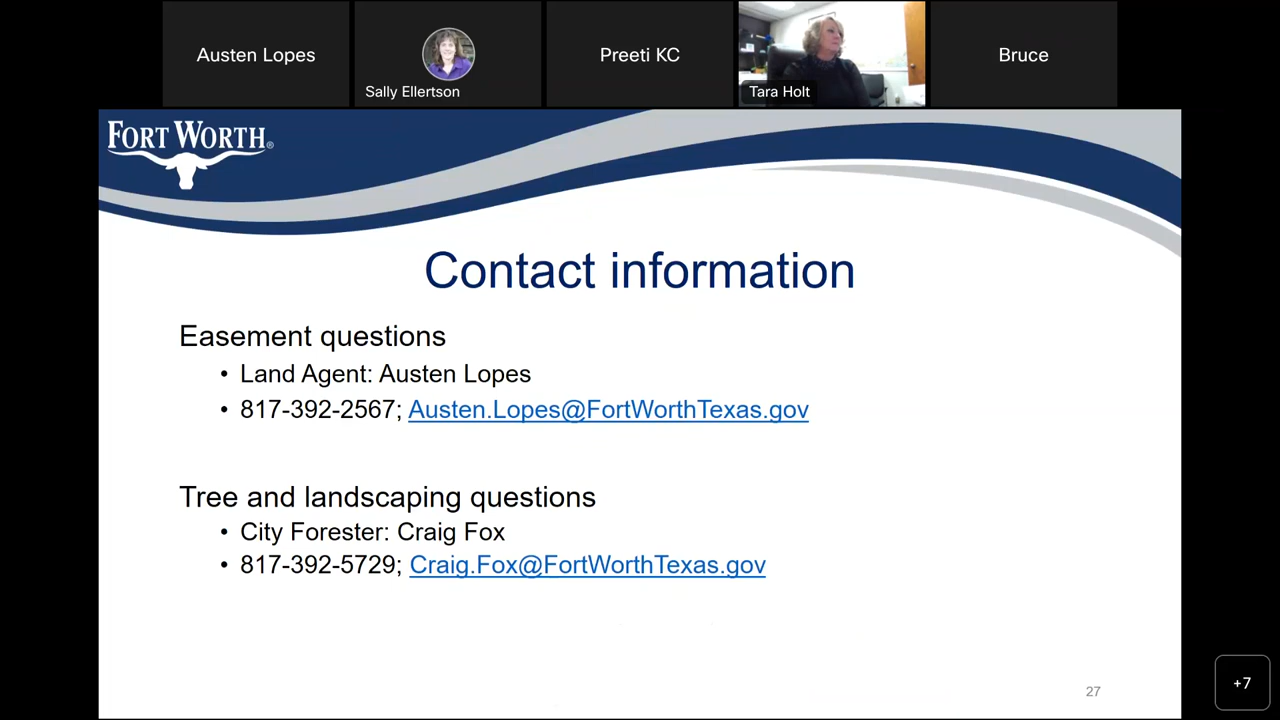 Austen Lopes
Sally Ellertson
Preeti KC
Tara Holt
Bruce
FORT WORTH®
Contact information
Easement questions
• Land Agent: Austen Lopes
• 817-392-2567; Austen.Lopes@FortWorthTexas.gov
Tree and landscaping questions
• City Forester: Craig Fox
• 817-392-5729; Craig.Fox@FortWorthTexas.gov
27
+7